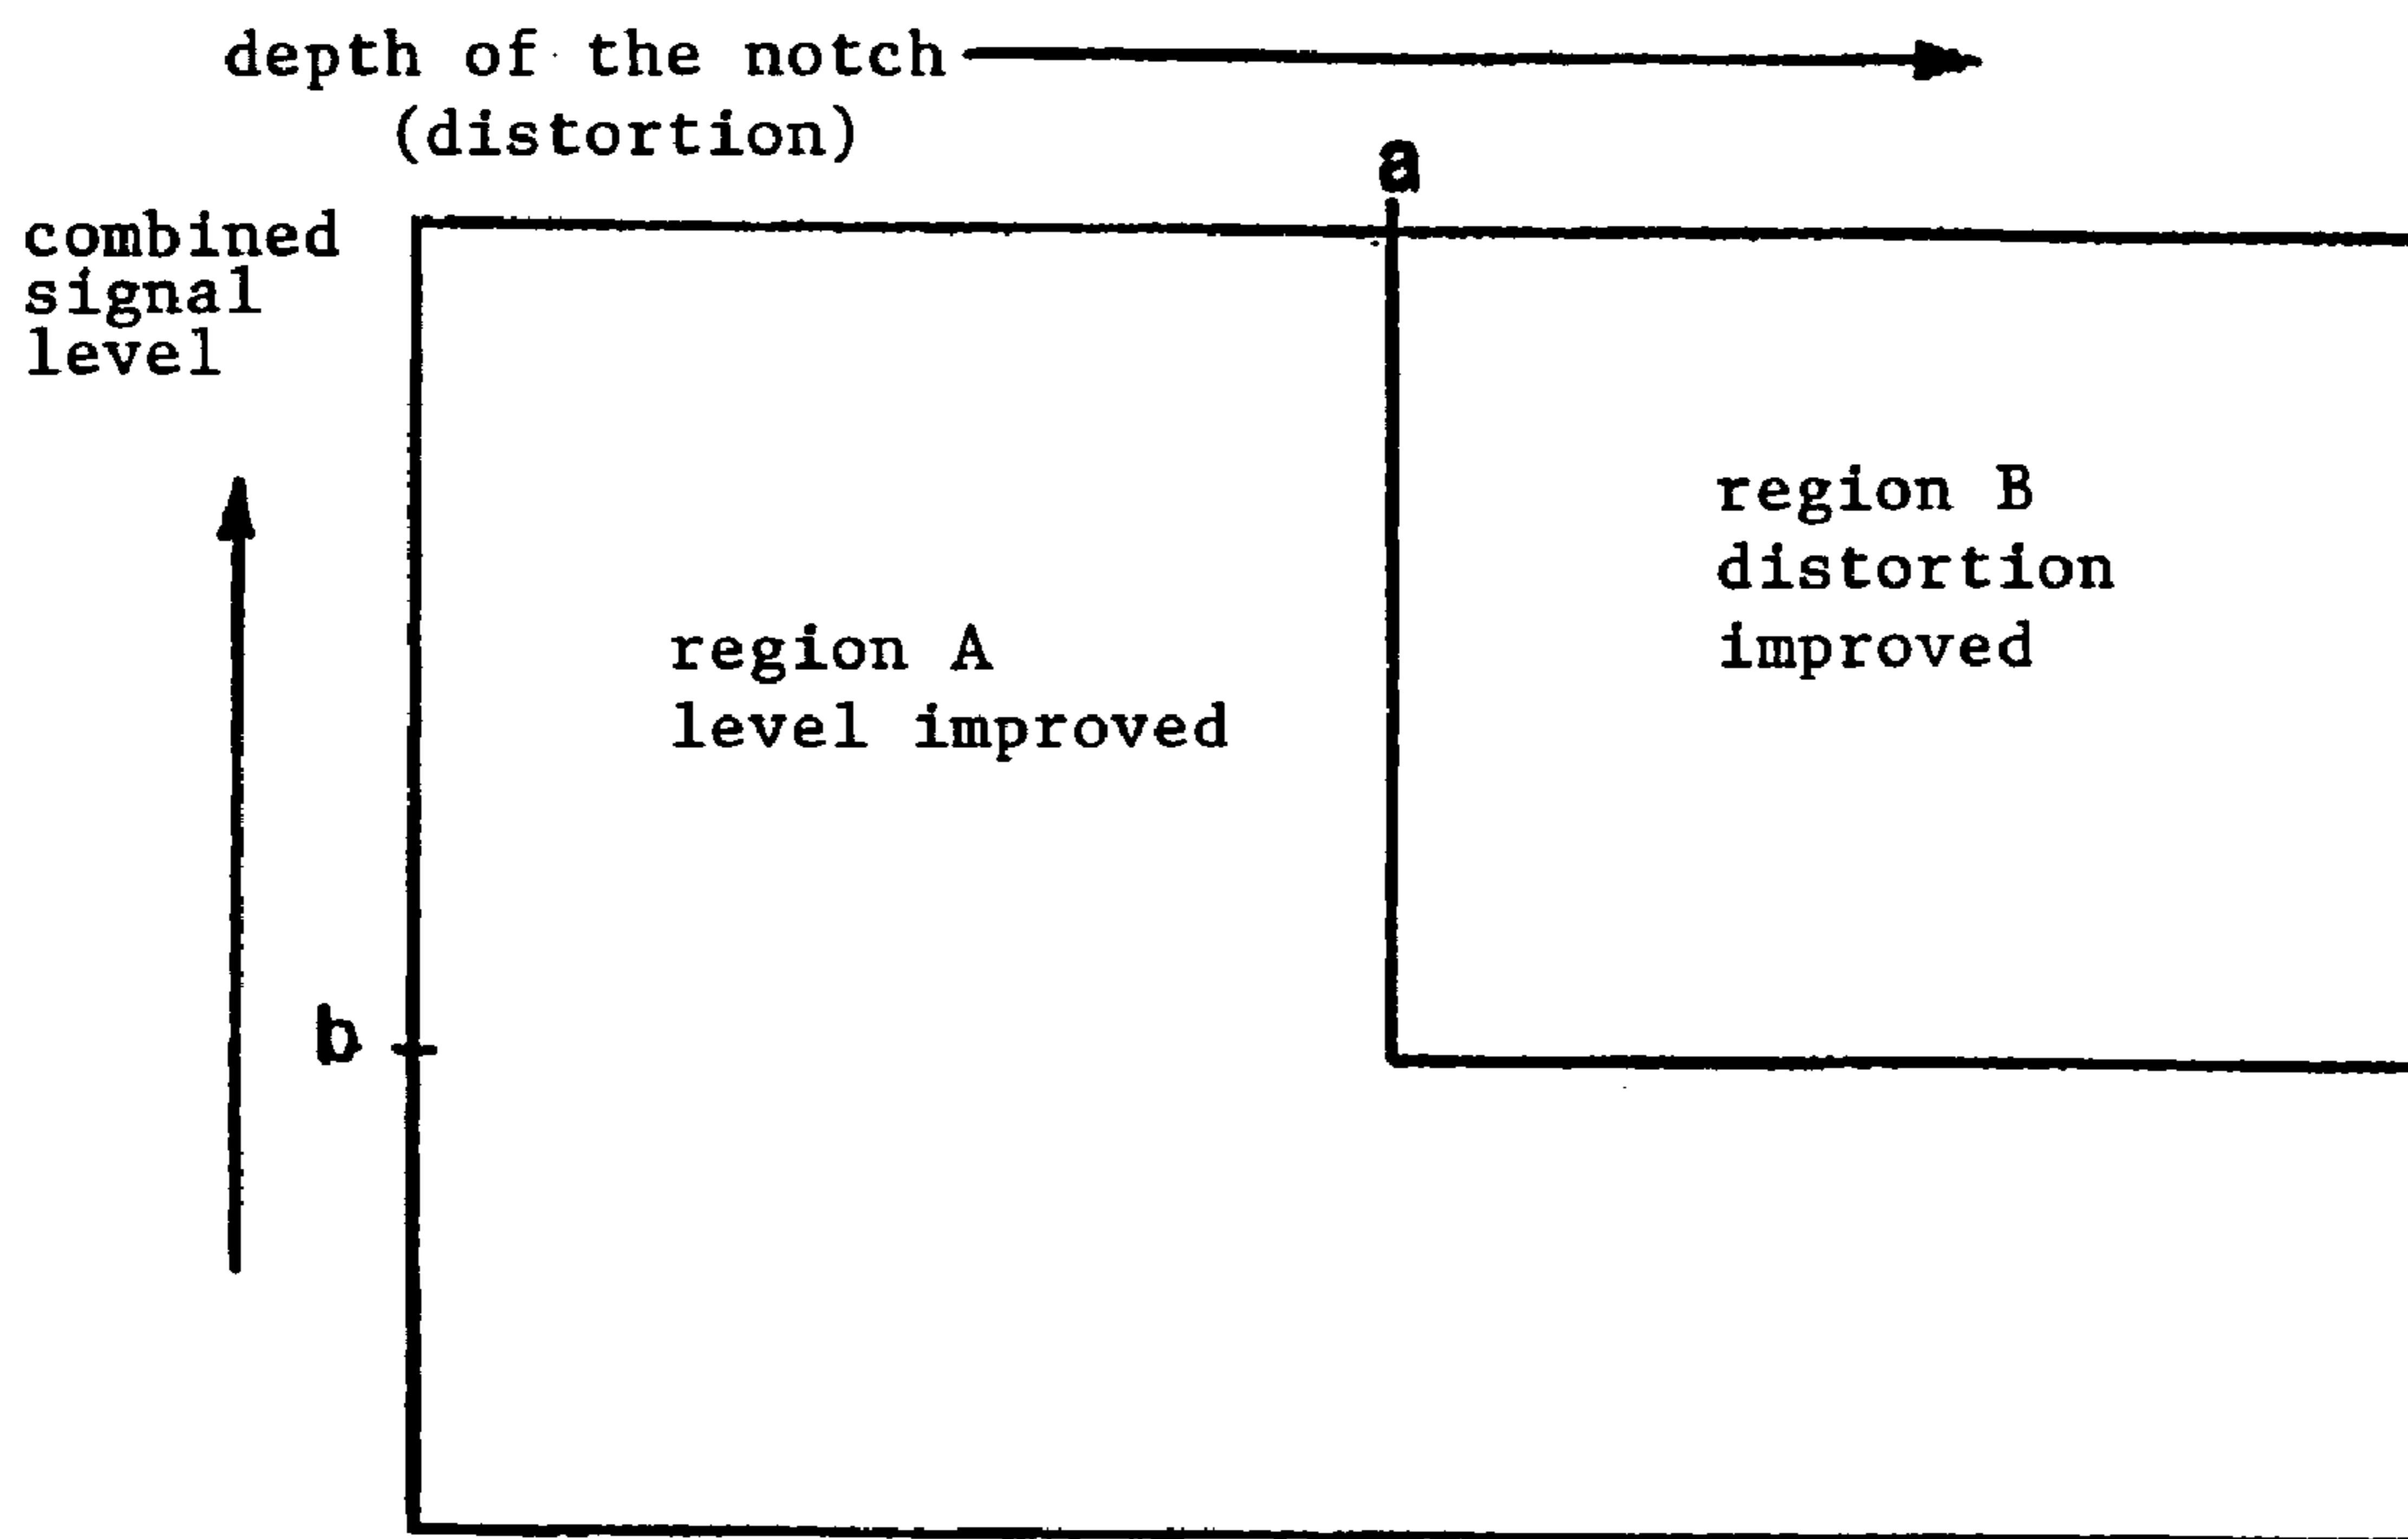 depth of the notch
(distortion)
a
combined
signal
level
region B
distortion
improved
region A
level improved
b